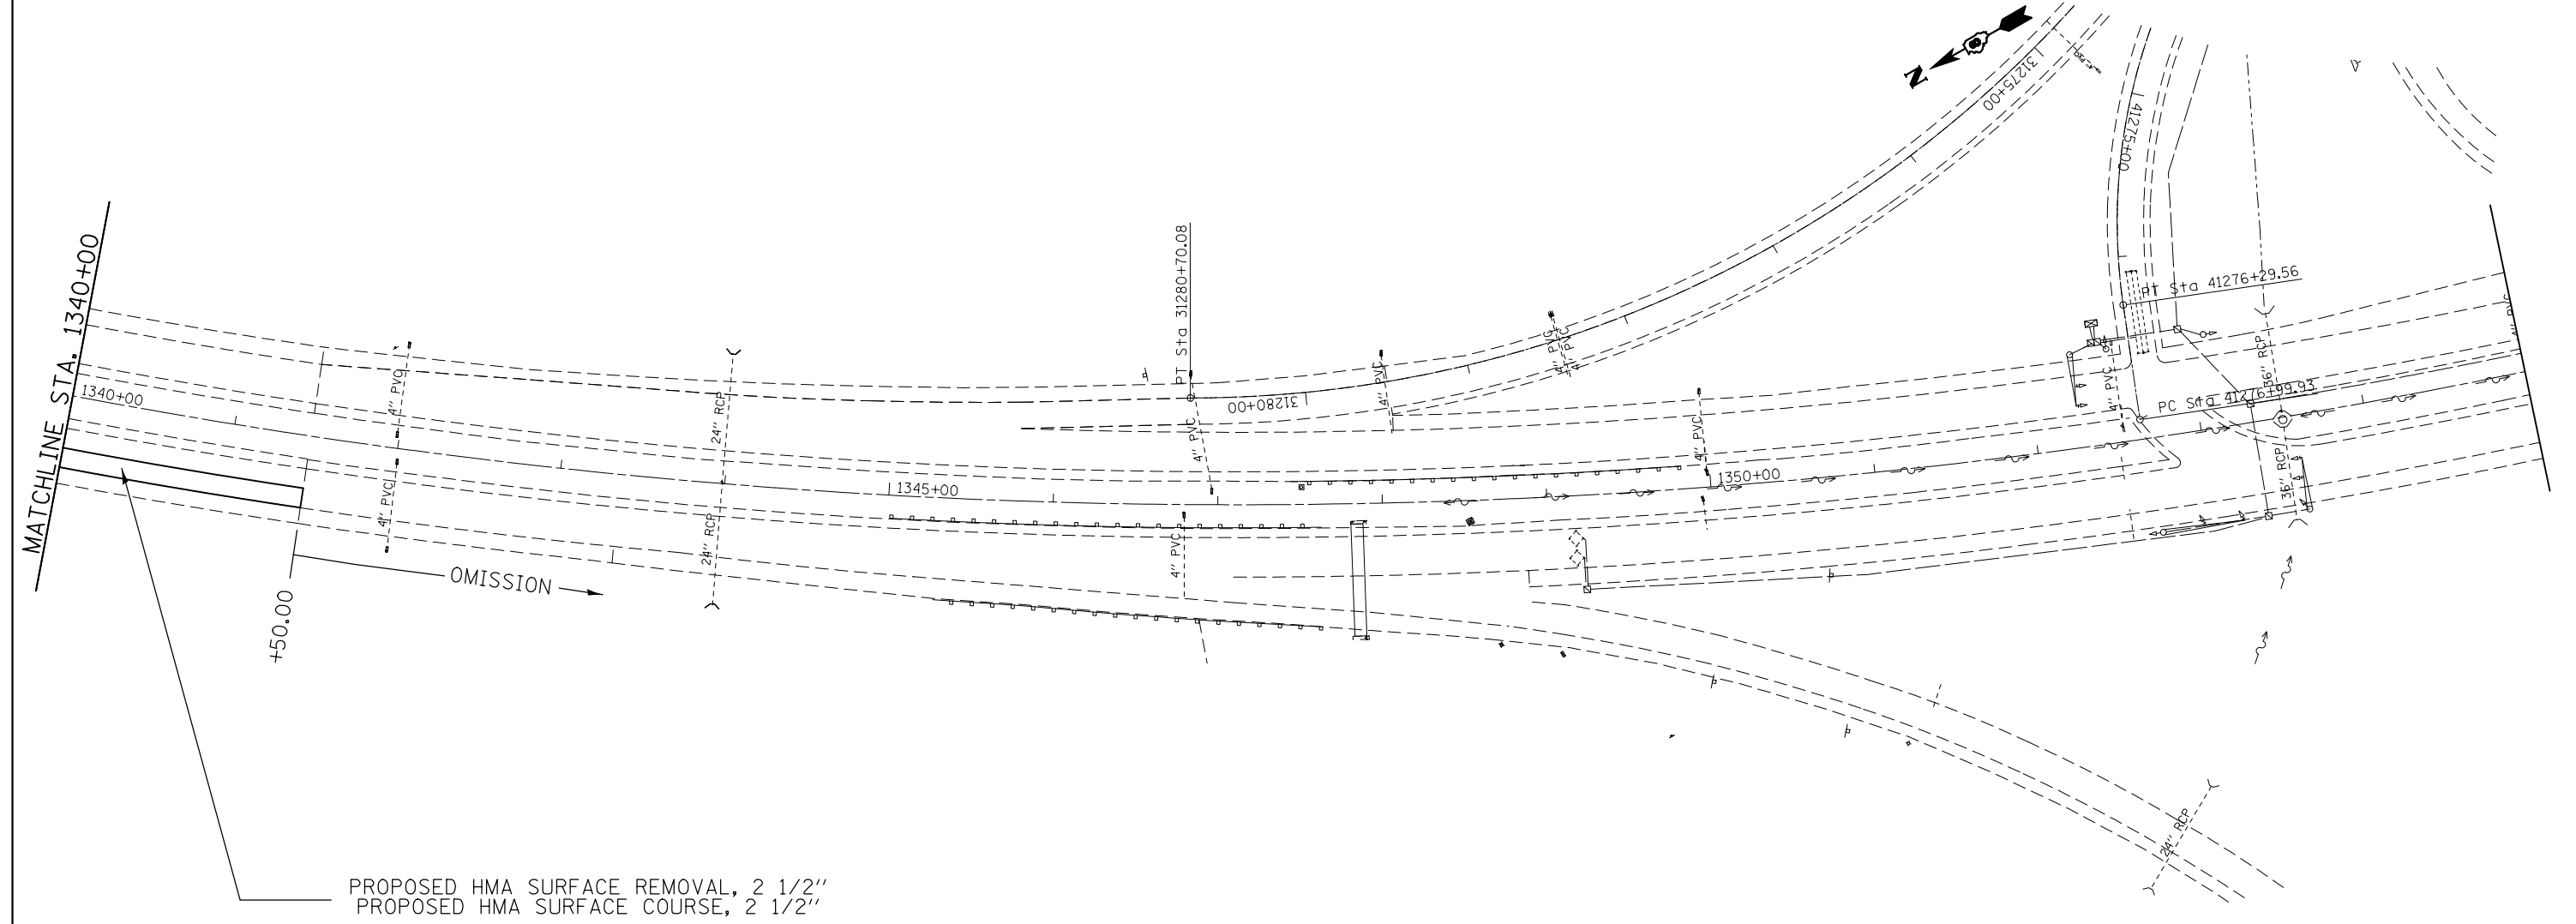 N
31275+00
41275+00
MATCHLINE STA. 1340+00
1340+00
4" PVC
4" PVC
24" RCP
24" RCP
PT Sta 31280+70.08
31280+00
4" PVC
4" PVC
4" PVC
4" PVC
4" PVC
4" PVC
1345+00
1350+00
PT Sta 41276+29.56
PC Sta 41276+99.93
4" PVC
36" RCP
36" RCP
4" PVC
OMISSION
+50.00
24" RCP
PROPOSED HMA SURFACE REMOVAL, 2 1/2"
PROPOSED HMA SURFACE COURSE, 2 1/2"